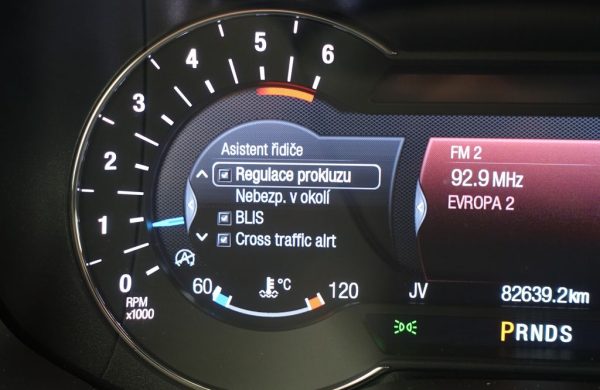 6
5
4
3
2
1
0
RPM
x1000
Asistent řidiče
Regulace prokluzu
Nebezp. v okolí
BLIS
Cross traffic alrt
60
°C
120
FM 2
92.9 MHz
EVROPA 2
JV
82639.2km
PRNDS